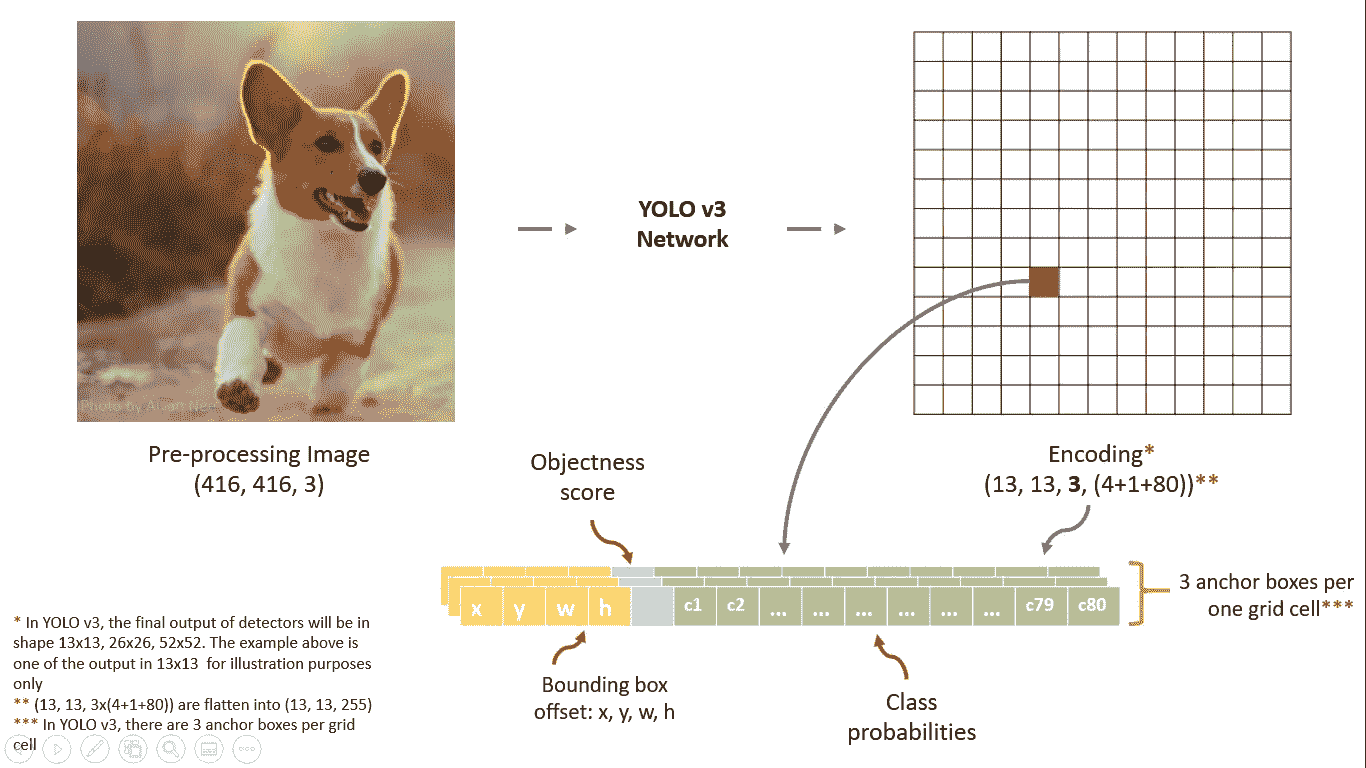 YOLO v3
Network
Photo by Alvan Nee
Pre-processing Image
(416, 416, 3)
Encoding*
(13, 13, 3, (4+1+80))**
Objectness
score
x y w h c1 c2 ... ... ... ... ... ... c79 c80
3 anchor boxes per
one grid cell***
Bounding box
offset: x, y, w, h
Class
probabilities
* In YOLO v3, the final output of detectors will be in
shape 13x13, 26x26, 52x52. The example above is
one of the output in 13x13 for illustration purposes
only
** (13, 13, 3x(4+1+80)) are flatten into (13, 13, 255)
*** In YOLO v3, there are 3 anchor boxes per grid
cell